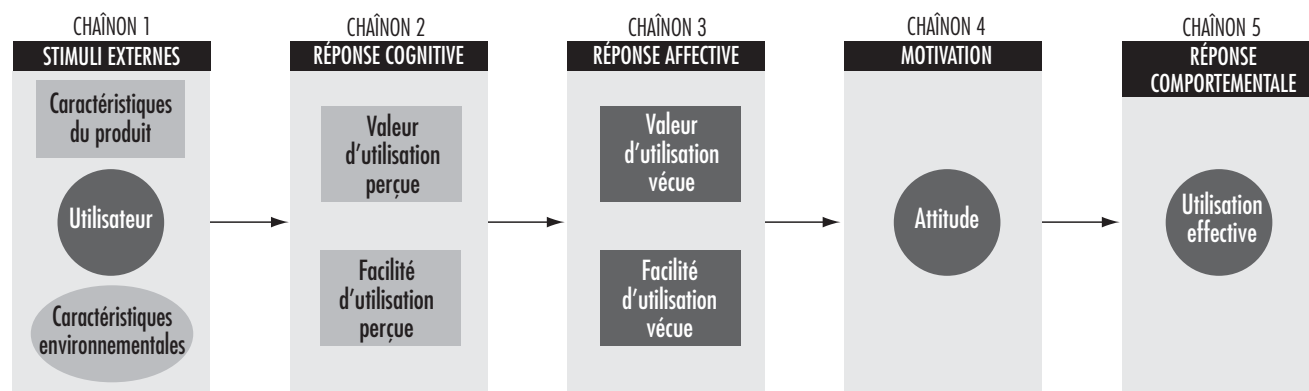 CHAÎNON 1
STIMULI EXTERNES
Caractéristiques
du produit
Utilisateur
Caractéristiques
environnementales
CHAÎNON 2
RÉPONSE COGNITIVE
Valeur
d'utilisation
perçue
Facilité
d'utilisation
perçue
CHAÎNON 3
RÉPONSE AFFECTIVE
Valeur
d'utilisation
vécue
Facilité
d'utilisation
vécue
CHAÎNON 4
MOTIVATION
Attitude
CHAÎNON 5
RÉPONSE
COMPORTEMENTALE
Utilisation
effective